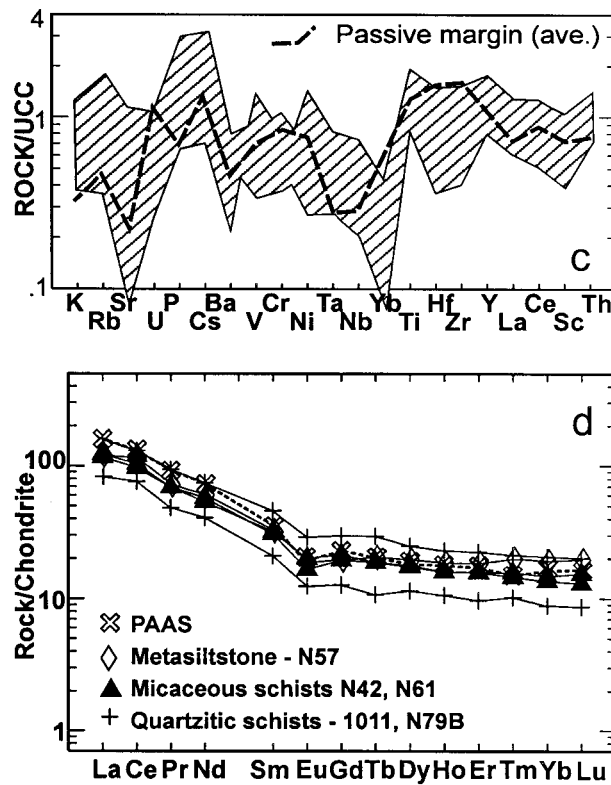 4
Passive margin (ave.)
ROCK/UCC
1
c
.1
K Sr P Ba Cr Ta Yb Hf Y Ce Th
Rb U Cs V Ni Nb Ti Zr La Sc
d
Rock/Chondrite
100
10
PAAS
Metasiltstone - N57
Micaceous schists N42, N61
Quartzitic schists - 1011, N79B
1
La Ce Pr Nd Sm Eu Gd Tb Dy Ho Er Tm Yb Lu